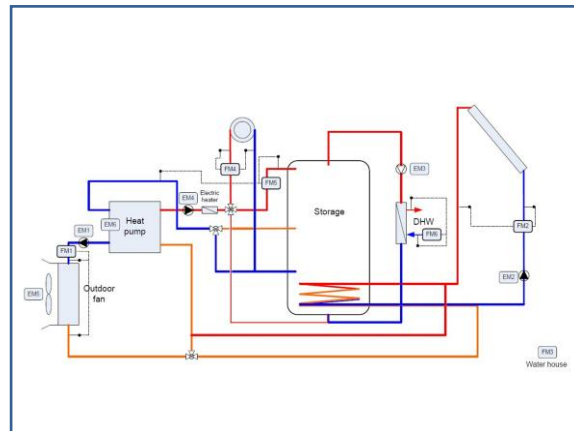 FM4
FM5
EM3
Electric
heater
EM4
Storage
DHW
FM6
FM2
EM1
EM6
Heat
pump
FM1
EM2
EM5
Outdoor
fan
FM3
Water house